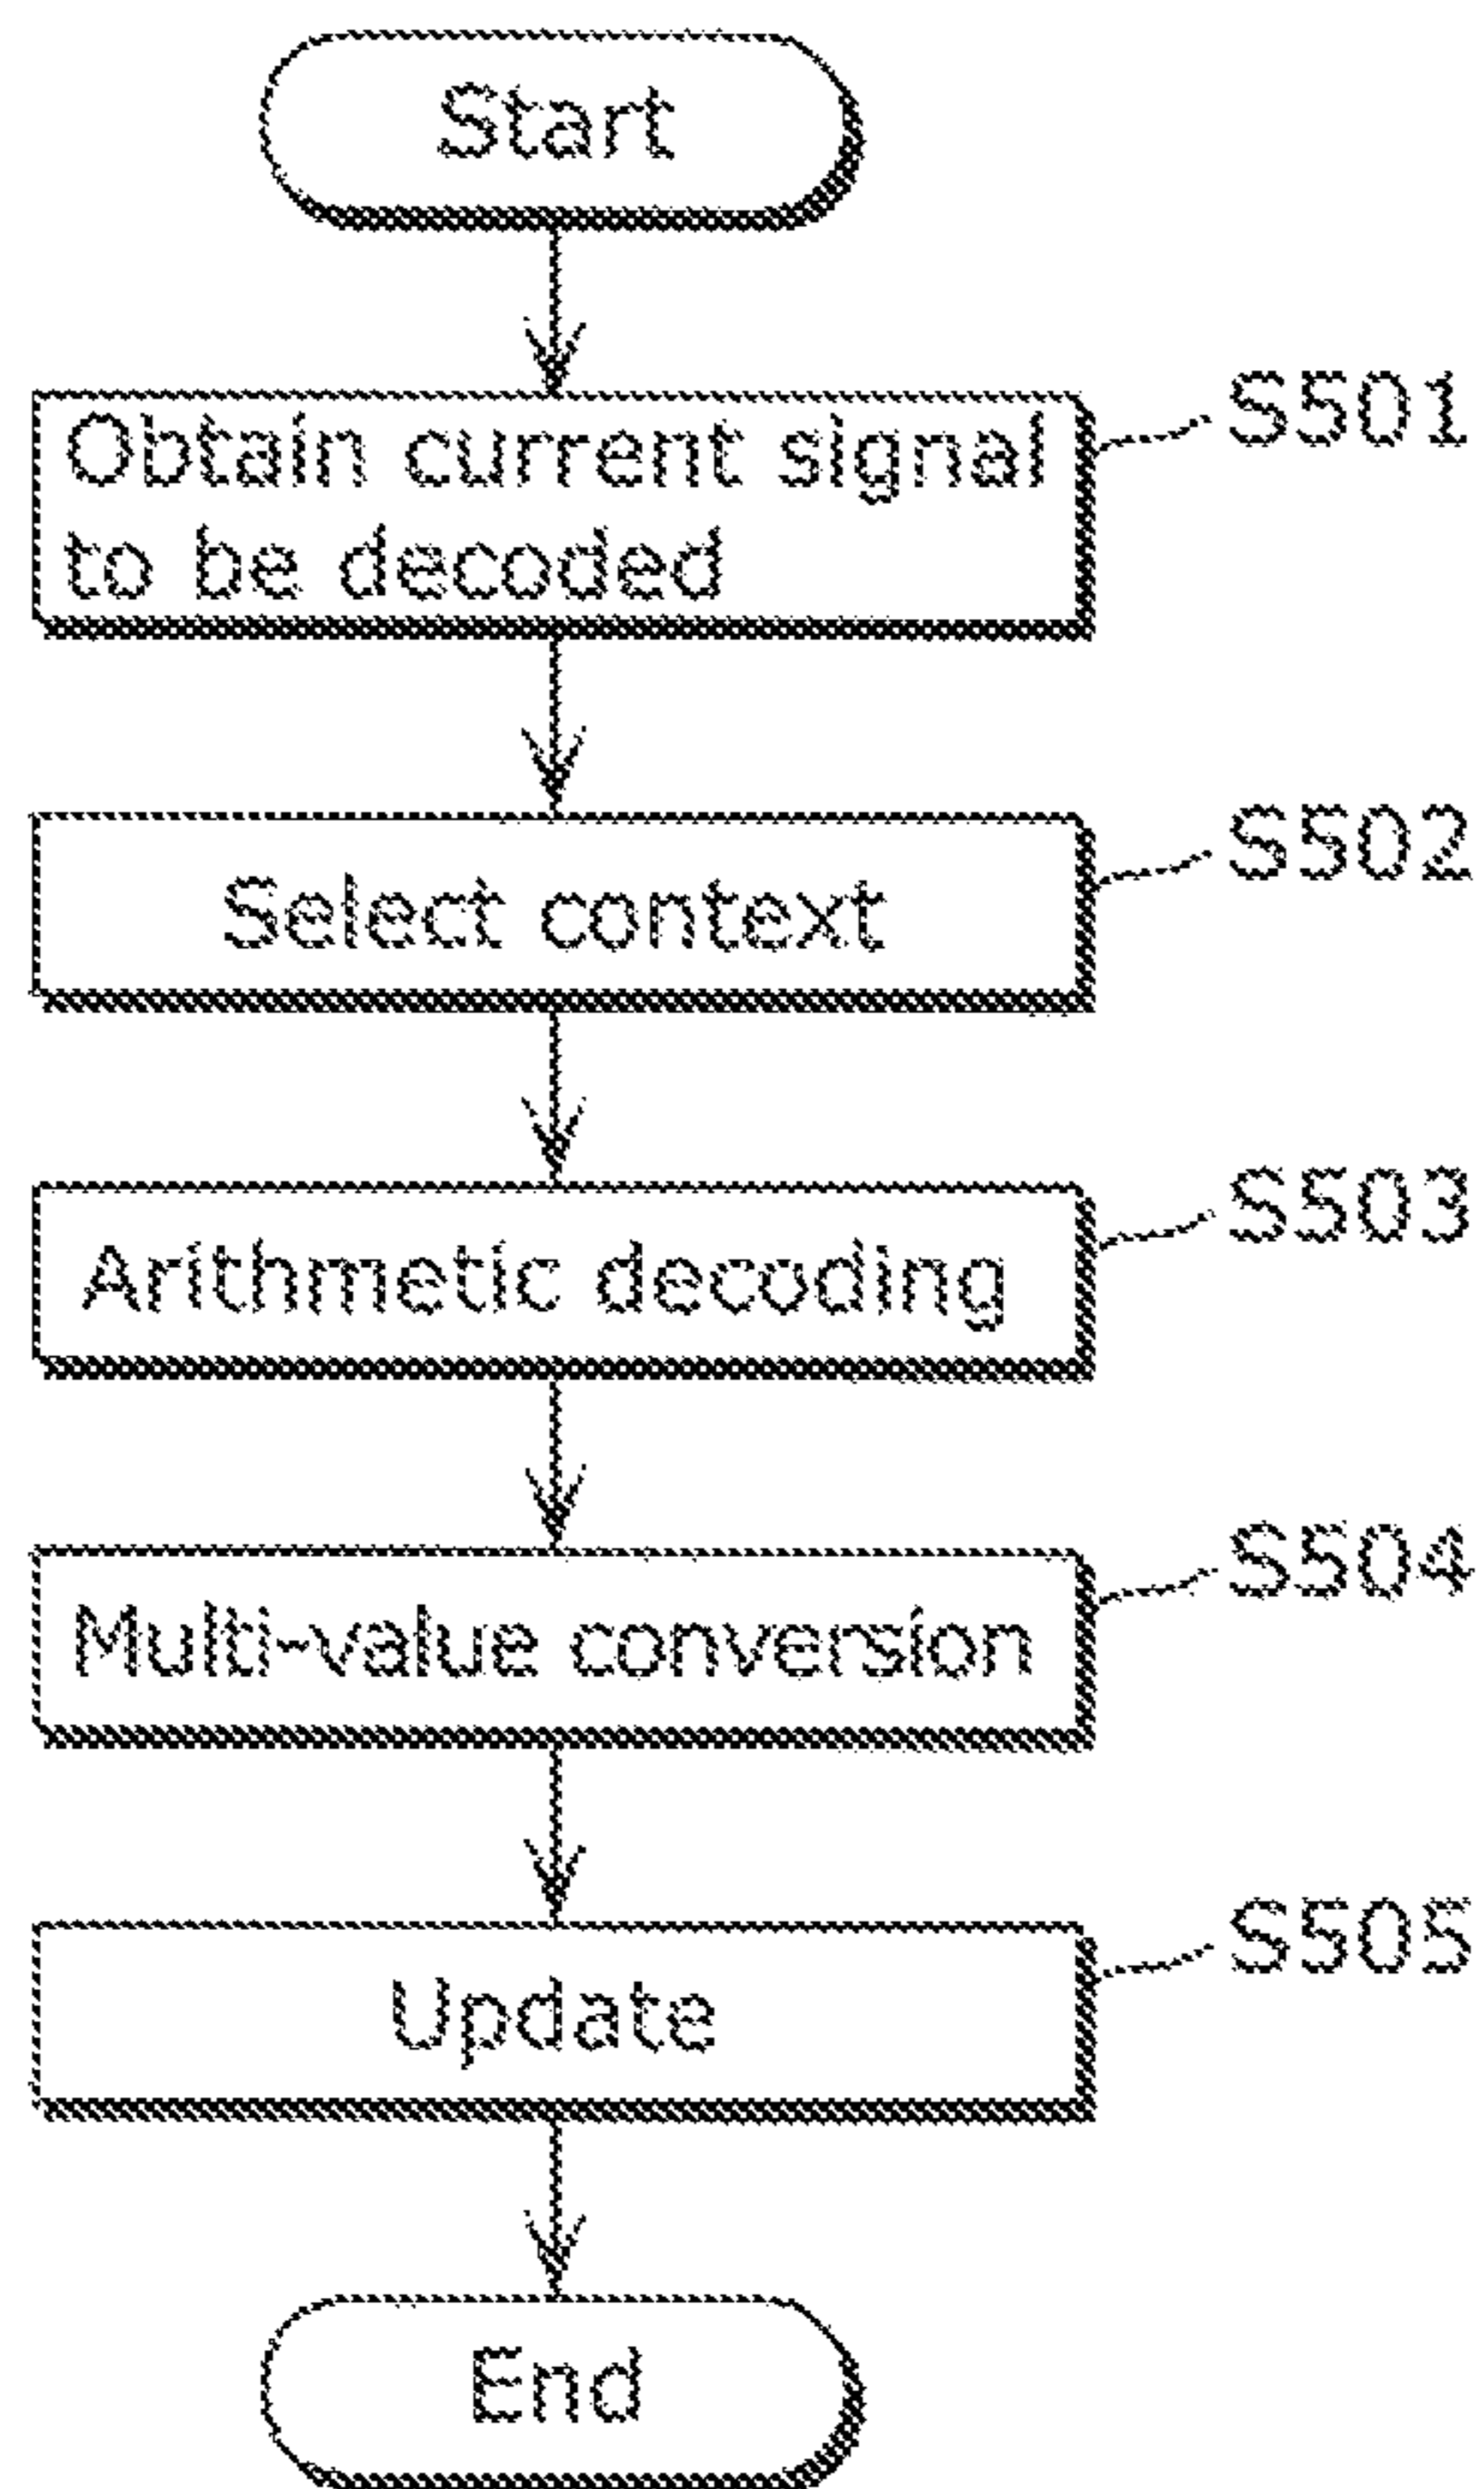 Start
Obtain current signal
to be decoded
S501
Select context
S502
Arithmetic decoding
S503
Multi-value conversion
S504
Update
S505
End